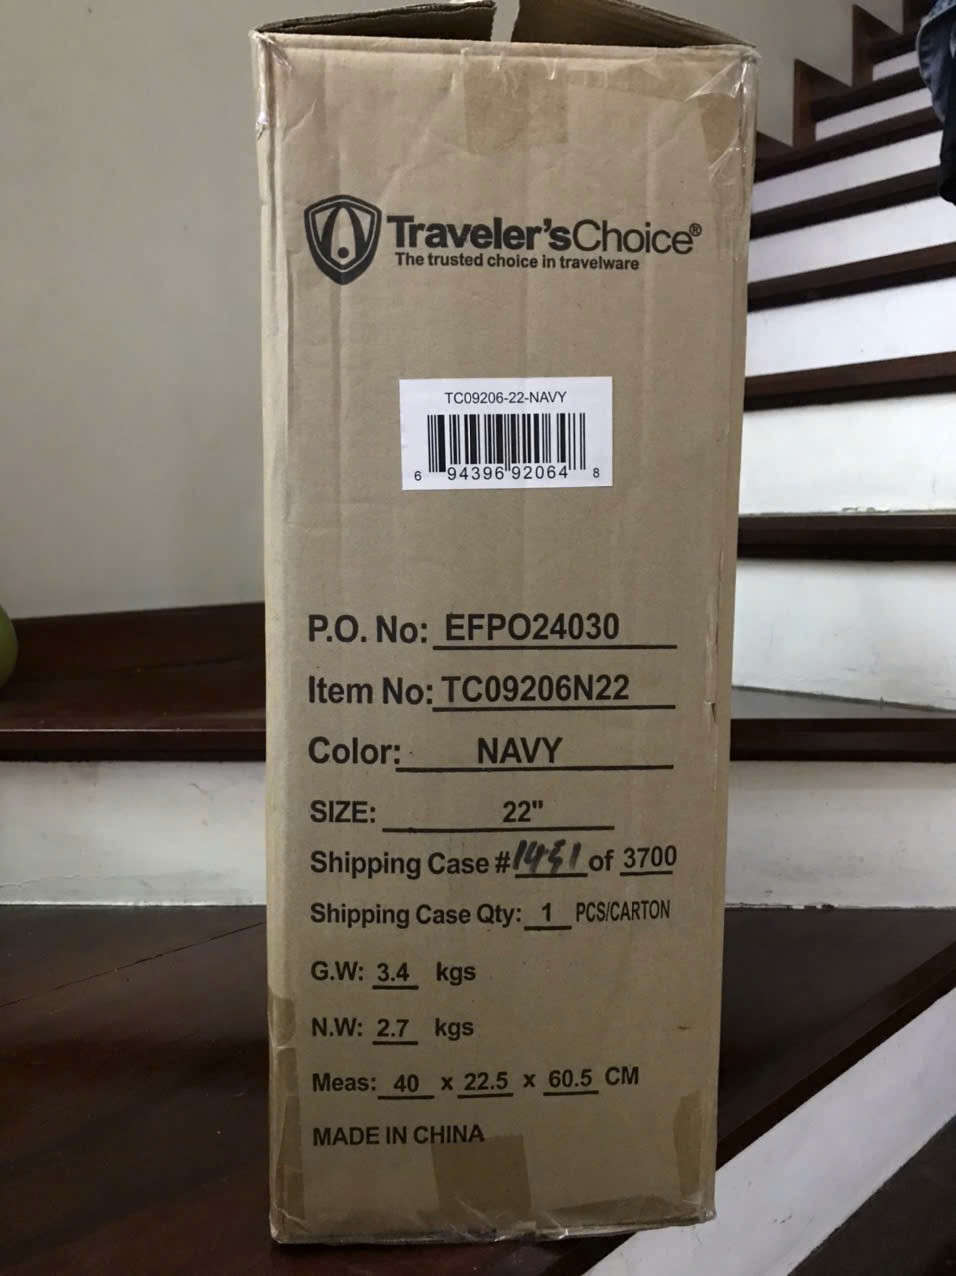 Traveler'sChoice®
The trusted choice in travelware
TC09206-22-NAVY
6 94396 92064 8
P.O. No: EFPO24030
Item No: TC09206N22
Color: NAVY
SIZE: 22"
Shipping Case # of 3700
Shipping Case Qty: 1 PCS/CARTON
G.W: 3.4 kgs
N.W: 2.7 kgs
Meas: 40 x 22.5 x 60.5 CM
MADE IN CHINA